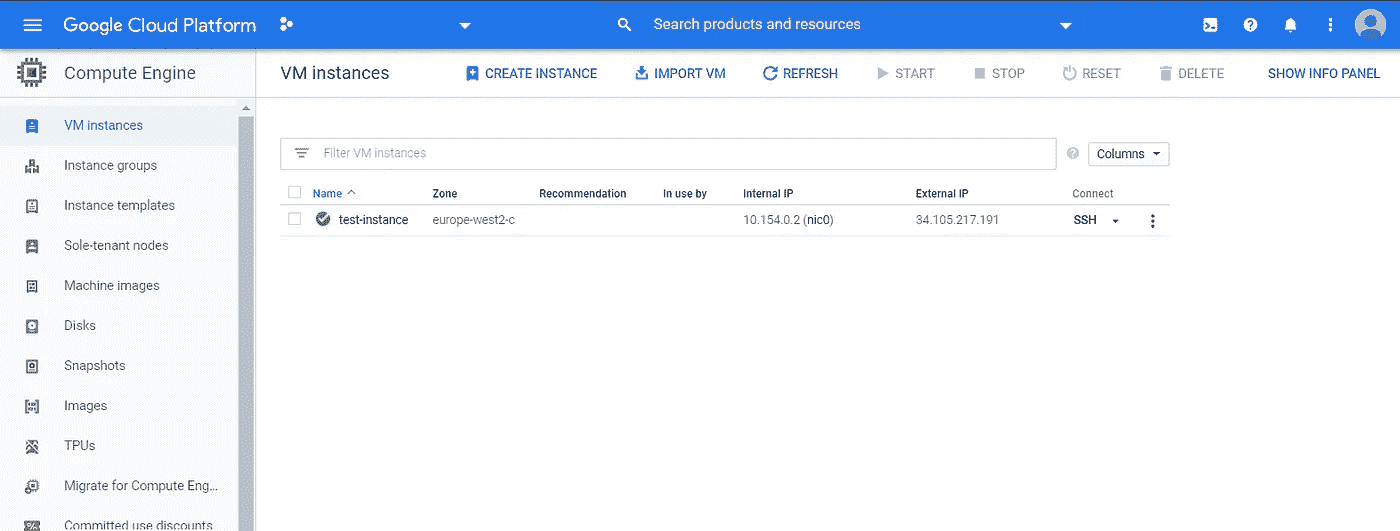 Google Cloud Platform
Search products and resources
Compute Engine
VM instances
CREATE INSTANCE
IMPORT VM
REFRESH
START
STOP
RESET
DELETE
SHOW INFO PANEL
VM instances
Instance groups
Instance templates
Sole-tenant nodes
Machine images
Disks
Snapshots
Images
TPUs
Migrate for Compute Eng...
Committed use discounts
Filter VM instances
Columns
Name Zone Recommendation In use by Internal IP External IP Connect
test-instance europe-west2-c 10.154.0.2 (nic0) 34.105.217.191 SSH